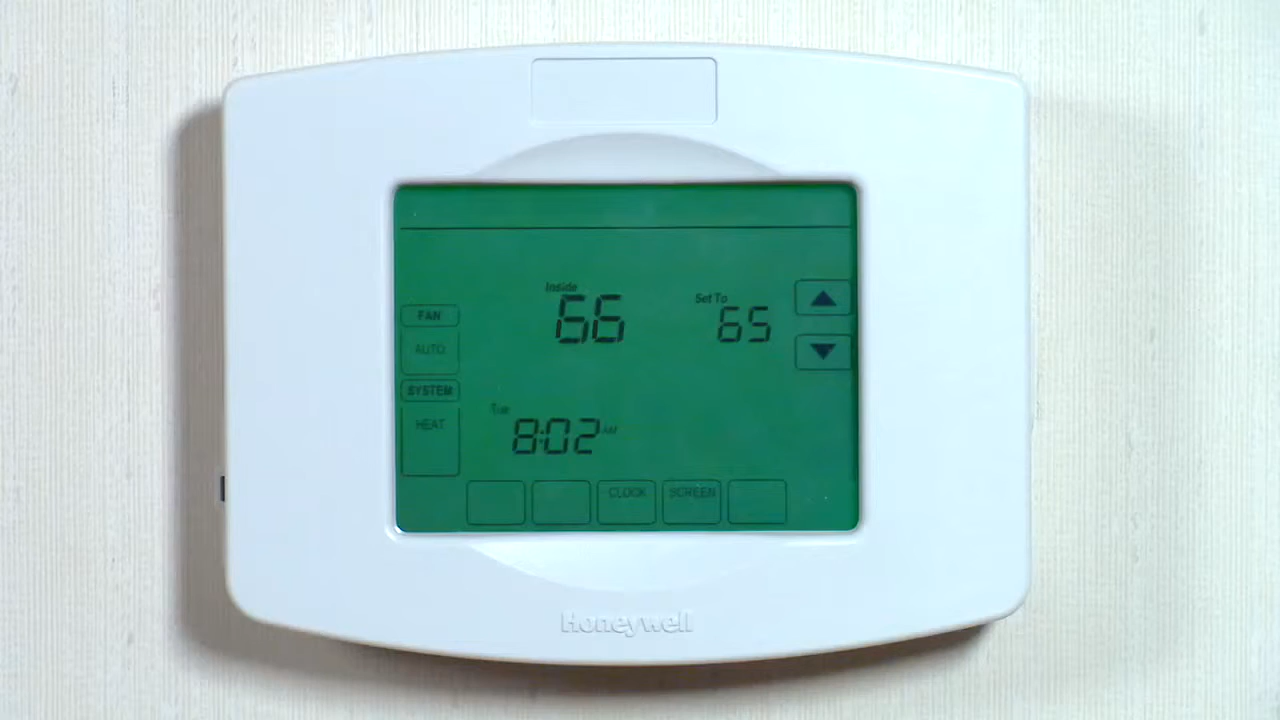 Inside
66
Set To
65
FAN
AUTO
SYSTEM
HEAT
Tue
8:02 AM
CLOCK
SCREEN
Honeywell